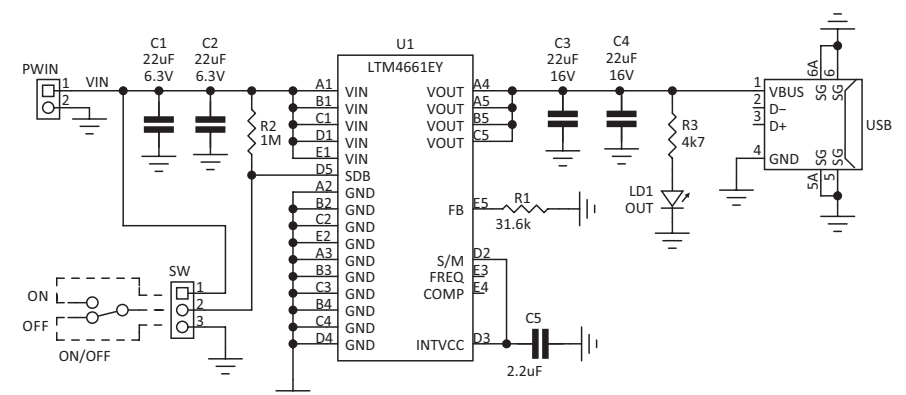 PWIN
1
2
VIN
C1
22uF
6.3V
C2
22uF
6.3V
R2
1M
U1
LTM4661EY
A1 VIN
B1 VIN
C1 VIN
D1 VIN
E1 VIN
D5 SDB
A2 GND
B2 GND
C2 GND
E2 GND
A3 GND
B3 GND
C3 GND
B4 GND
C4 GND
D4 GND
VOUT A4
VOUT A5
VOUT B5
VOUT C5
FB E5
S/M D2
FREQ E3
COMP E4
INTVCC D3
C3
22uF
16V
C4
22uF
16V
R3
4k7
LD1
OUT
R1
31.6k
C5
2.2uF
6A
6
SG
SG
1 VBUS
2 D−
3 D+
4 GND
SG
SG
5A
5
USB
SW
1
2
3
ON
OFF
ON/OFF